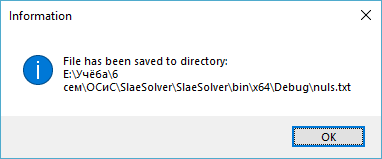 Information
File has been saved to directory:
E:\Учёба\6
сем\ОСиС\SlaeSolver\SlaeSolver\bin\x64\Debug\nuls.txt
OK